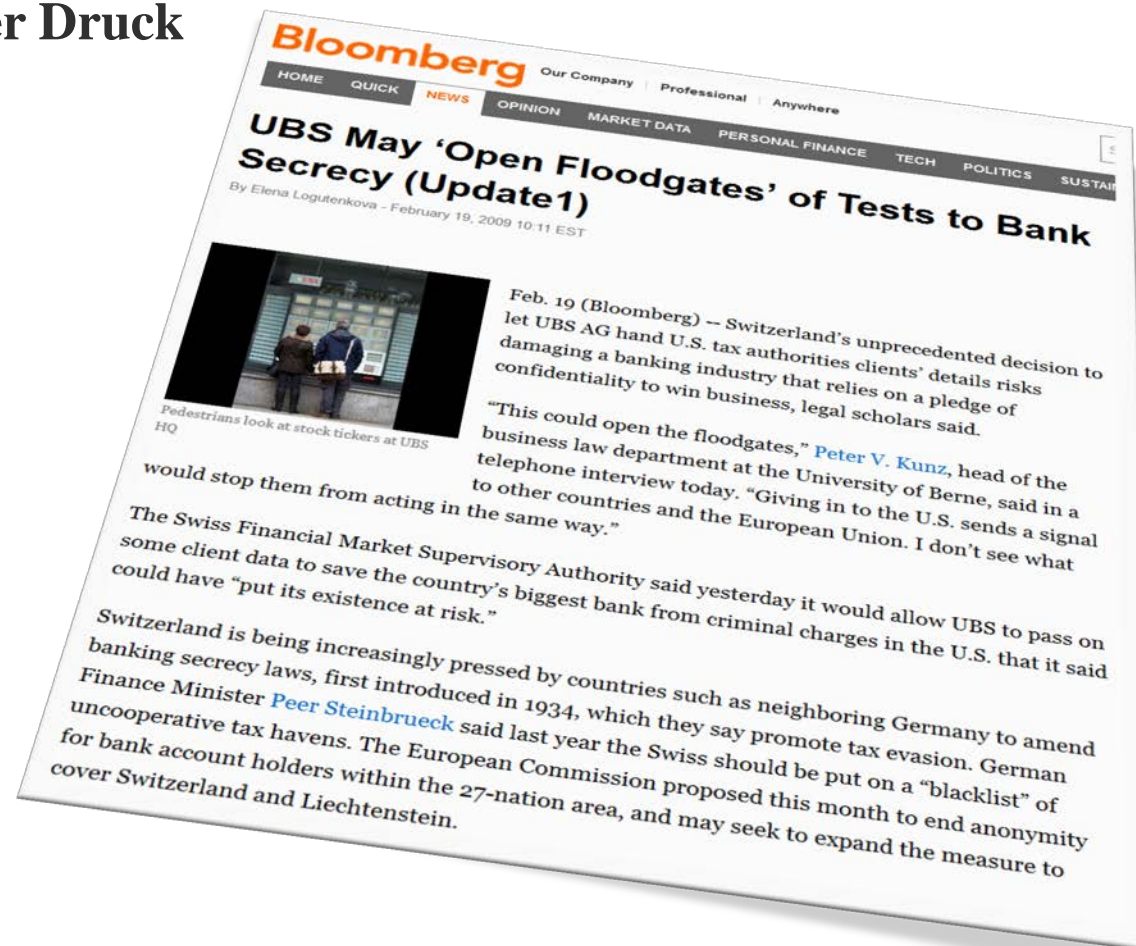 er Druck
Bloomberg Our Company Professional Anywhere
HOME QUICK NEWS OPINION MARKET DATA PERSONAL FINANCE TECH POLITICS SUSTAI
UBS May ‘Open Floodgates’ of Tests to Bank
Secrecy (Update1)
By Elena Logutenkova - February 19, 2009 10:11 EST
Pedestrians look at stock tickers at UBS
HQ
Feb. 19 (Bloomberg) -- Switzerland’s unprecedented decision to
let UBS AG hand U.S. tax authorities clients’ details risks
damaging a banking industry that relies on a pledge of
confidentiality to win business, legal scholars said.
“This could open the floodgates,” Peter V. Kunz, head of the
business law department at the University of Berne, said in a
telephone interview today. “Giving in to the U.S. sends a signal
to other countries and the European Union. I don’t see what
would stop them from acting in the same way.”
The Swiss Financial Market Supervisory Authority said yesterday it would allow UBS to pass on
some client data to save the country’s biggest bank from criminal charges in the U.S. that it said
could have “put its existence at risk.”
Switzerland is being increasingly pressed by countries such as neighboring Germany to amend
banking secrecy laws, first introduced in 1934, which they say promote tax evasion. German
Finance Minister Peer Steinbrueck said last year the Swiss should be put on a “blacklist” of
uncooperative tax havens. The European Commission proposed this month to end anonymity
for bank account holders within the 27-nation area, and may seek to expand the measure to
cover Switzerland and Liechtenstein.